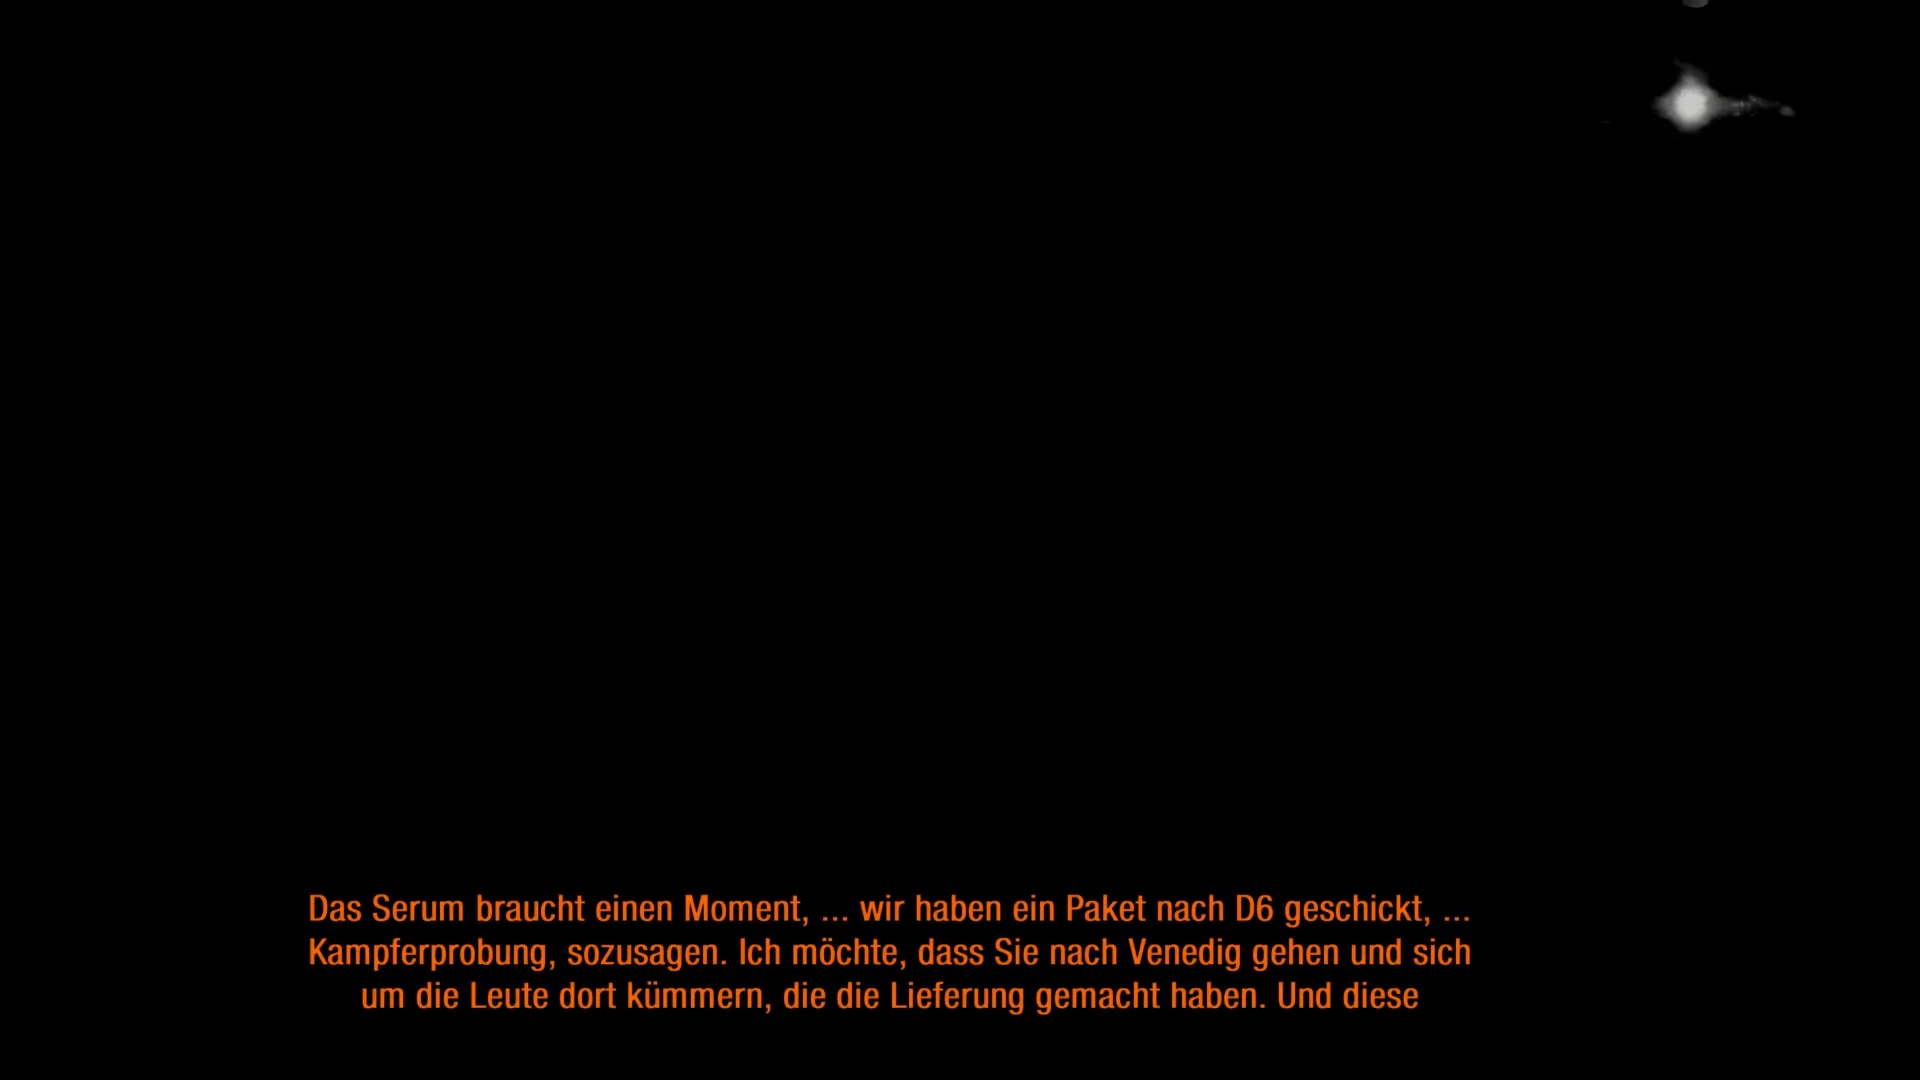 Das Serum braucht einen Moment, ... wir haben ein Paket nach D6 geschickt, ...
Kampferprobung, sozusagen. Ich möchte, dass Sie nach Venedig gehen und sich
um die Leute dort kümmern, die die Lieferung gemacht haben. Und diese